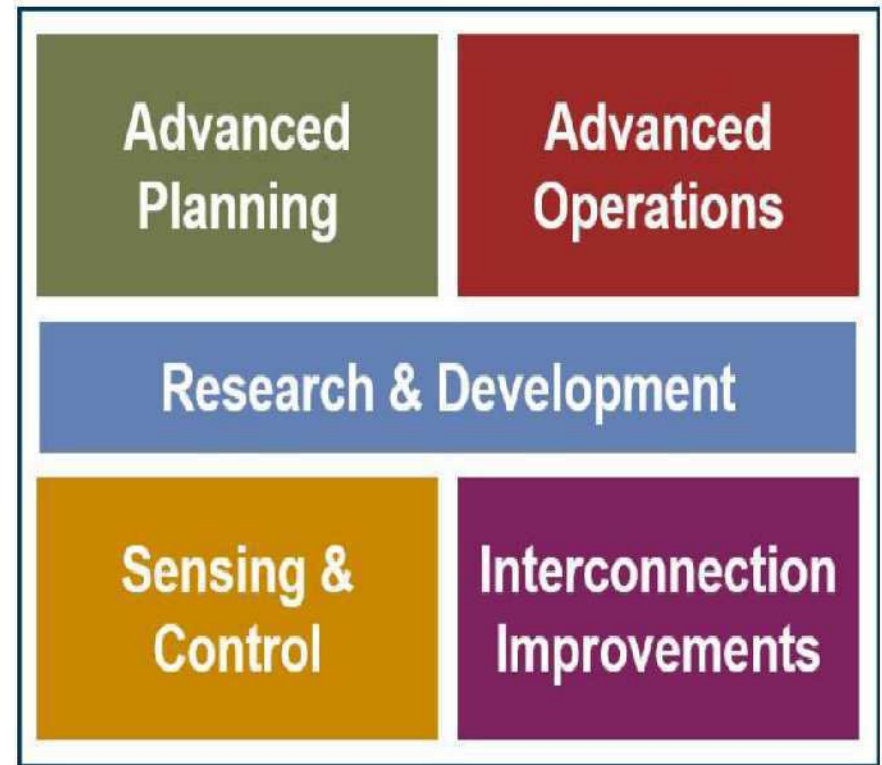 Advanced
Planning
Advanced
Operations
Research & Development
Sensing &
Control
Interconnection
Improvements